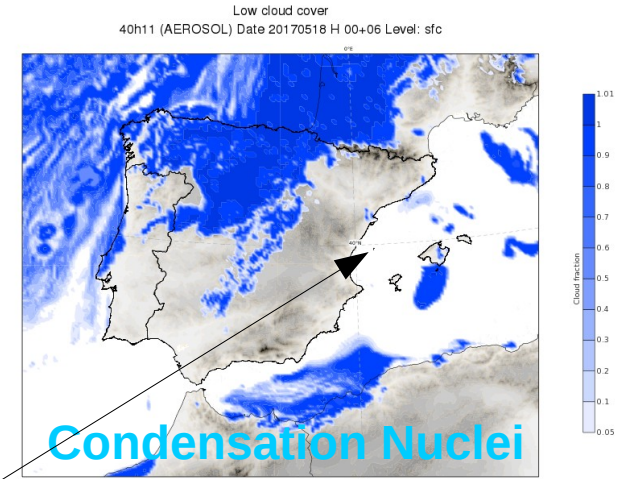 Low cloud cover
40h11 (AEROSOL) Date 20170518 H 00+06 Level: sfc
0°E
40°N
1.01
1
0.9
0.8
0.7
0.6
0.5
0.4
0.3
0.2
0.1
0.05
Cloud fraction
Condensation Nuclei